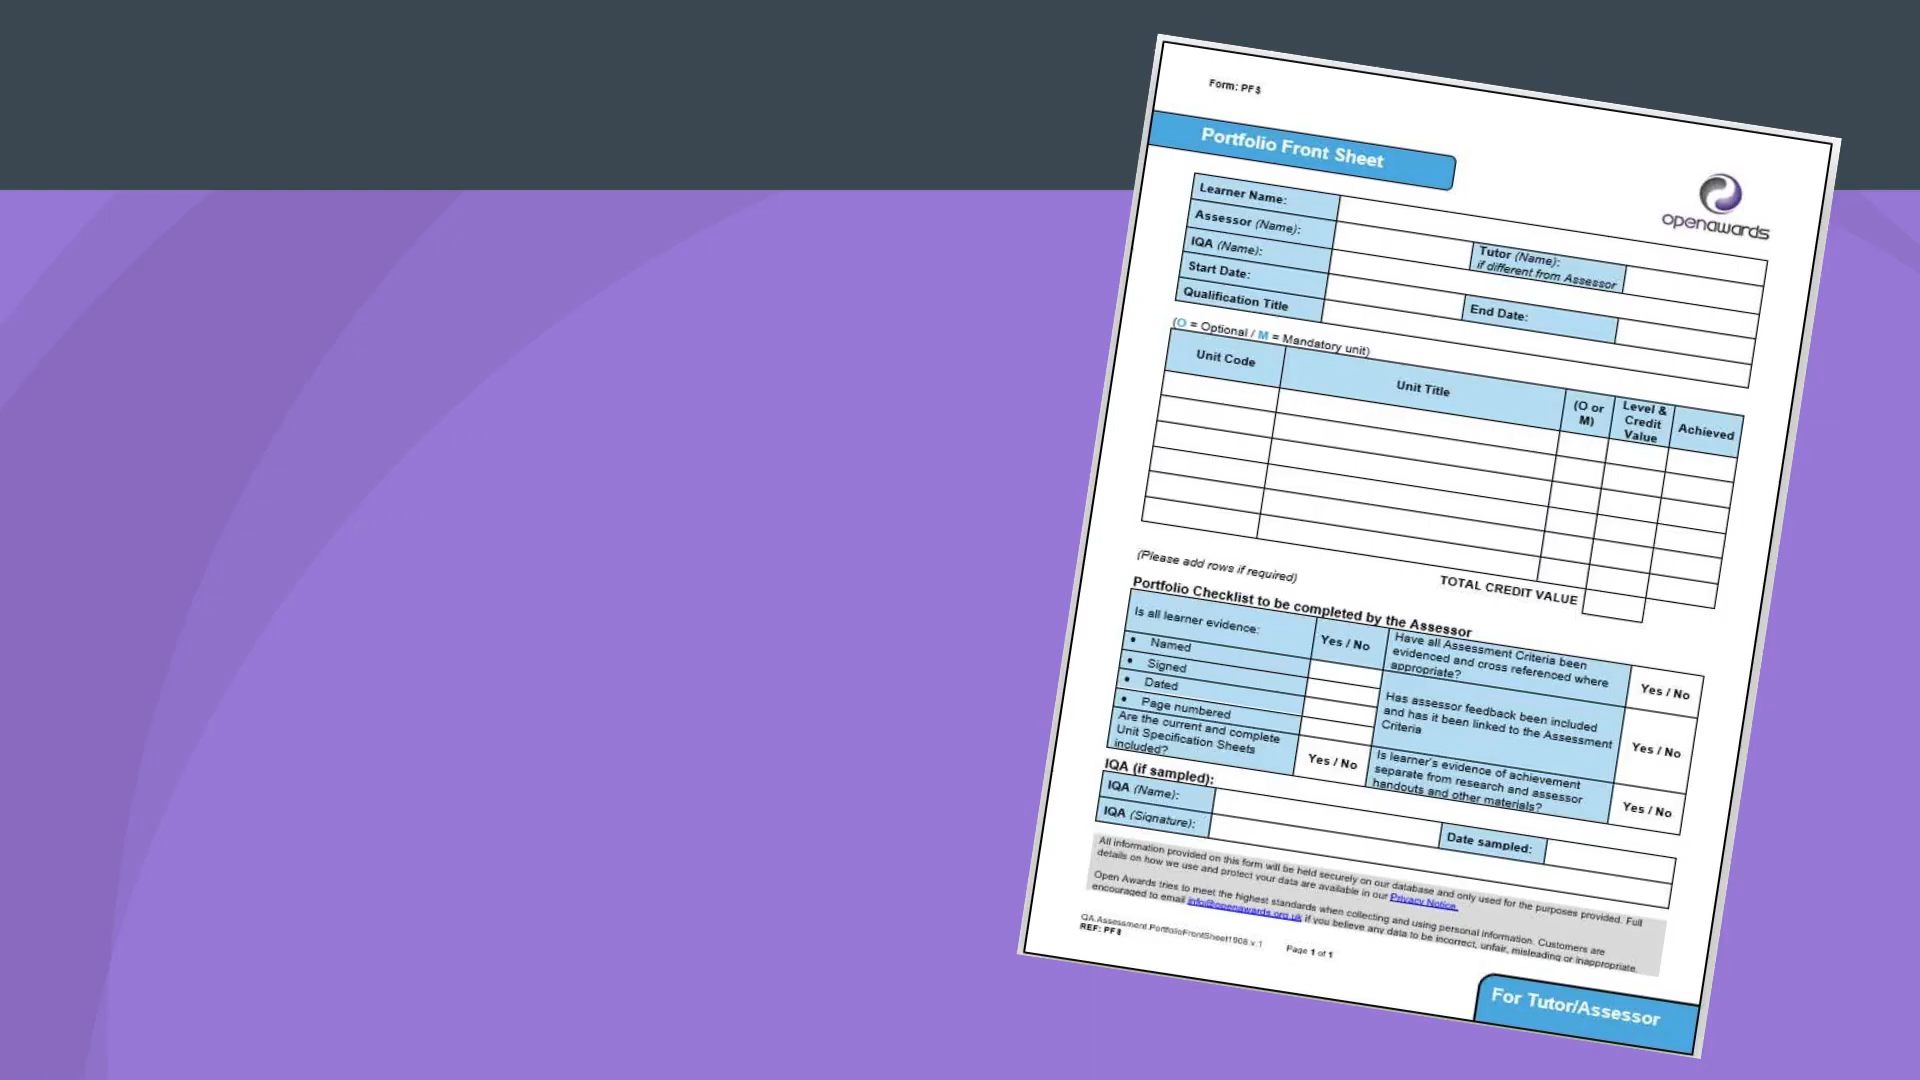 Form: PFS
Portfolio Front Sheet
openawards
Learner Name:
Assessor (Name):
Tutor (Name):
if different from Assessor
IQA (Name):
Start Date:
End Date:
Qualification Title
(O = Optional / M = Mandatory unit)
Unit Code
Unit Title
(O or
M)
Level &
Credit
Value
Achieved
(Please add rows if required)
TOTAL CREDIT VALUE
Portfolio Checklist to be completed by the Assessor
Is all learner evidence:
Yes / No
• Named
• Signed
• Dated
• Page numbered
Are the current and complete
Unit Specification Sheets
included?
Yes / No
Have all Assessment Criteria been
evidenced and cross referenced where
appropriate?
Yes / No
Has assessor feedback been included
and has it been linked to the Assessment
Criteria
Yes / No
Is learner's evidence of achievement
separate from research and assessor
handouts and other materials?
Yes / No
IQA (if sampled):
IQA (Name):
IQA (Signature):
Date sampled:
All information provided on this form will be held securely on our database and only used for the purposes provided. Full
details on how we use and protect your data are available in our Privacy Notice.
Open Awards tries to meet the highest standards when collecting and using personal information. Customers are
encouraged to email info@openawards.org.uk if you believe any data to be incorrect, unfair, misleading or inappropriate.
QA.Assessment.PortfolioFrontSheet1908.v.1
Page 1 of 1
REF: PFS
For Tutor/Assessor